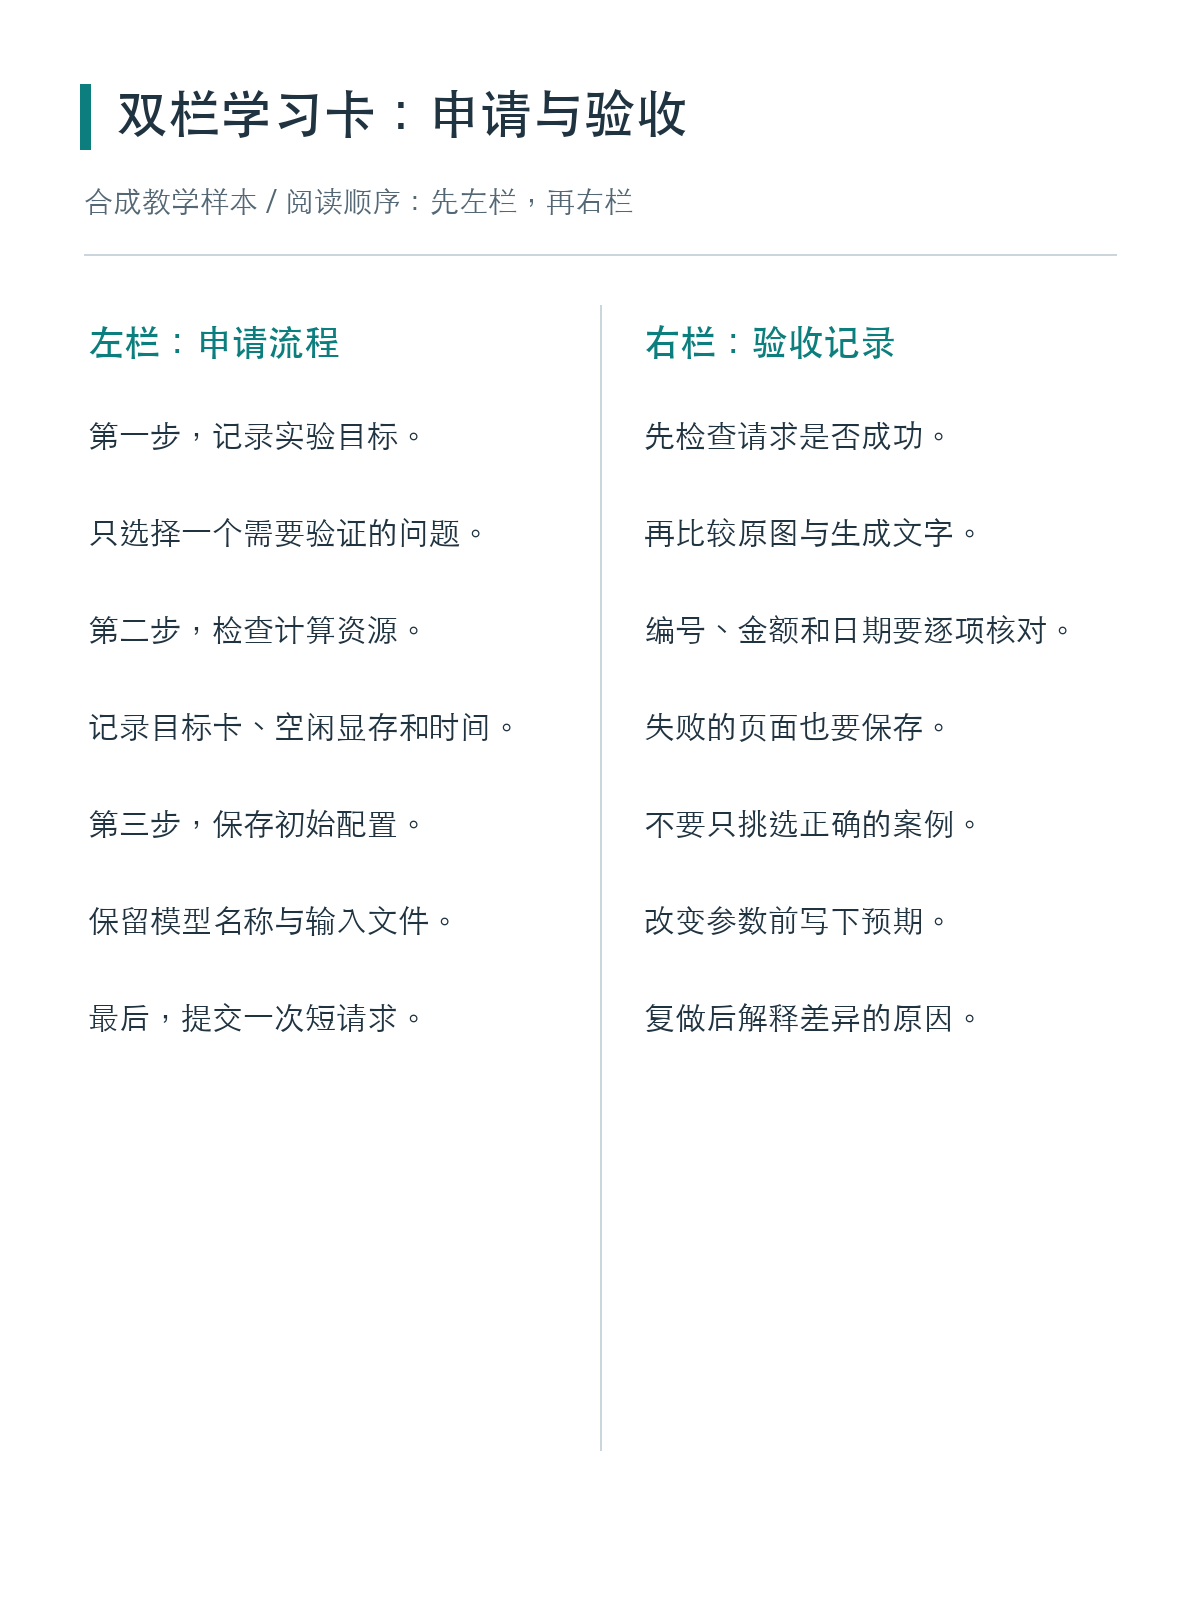 双栏学习卡：申请与验收
合成教学样本 / 阅读顺序：先左栏，再右栏
左栏：申请流程
第一步，记录实验目标。
只选择一个需要验证的问题。
第二步，检查计算资源。
记录目标卡、空闲显存和时间。
第三步，保存初始配置。
保留模型名称与输入文件。
最后，提交一次短请求。
右栏：验收记录
先检查请求是否成功。
再比较原图与生成文字。
编号、金额和日期要逐项核对。
失败的页面也要保存。
不要只挑选正确的案例。
改变参数前写下预期。
复做后解释差异的原因。